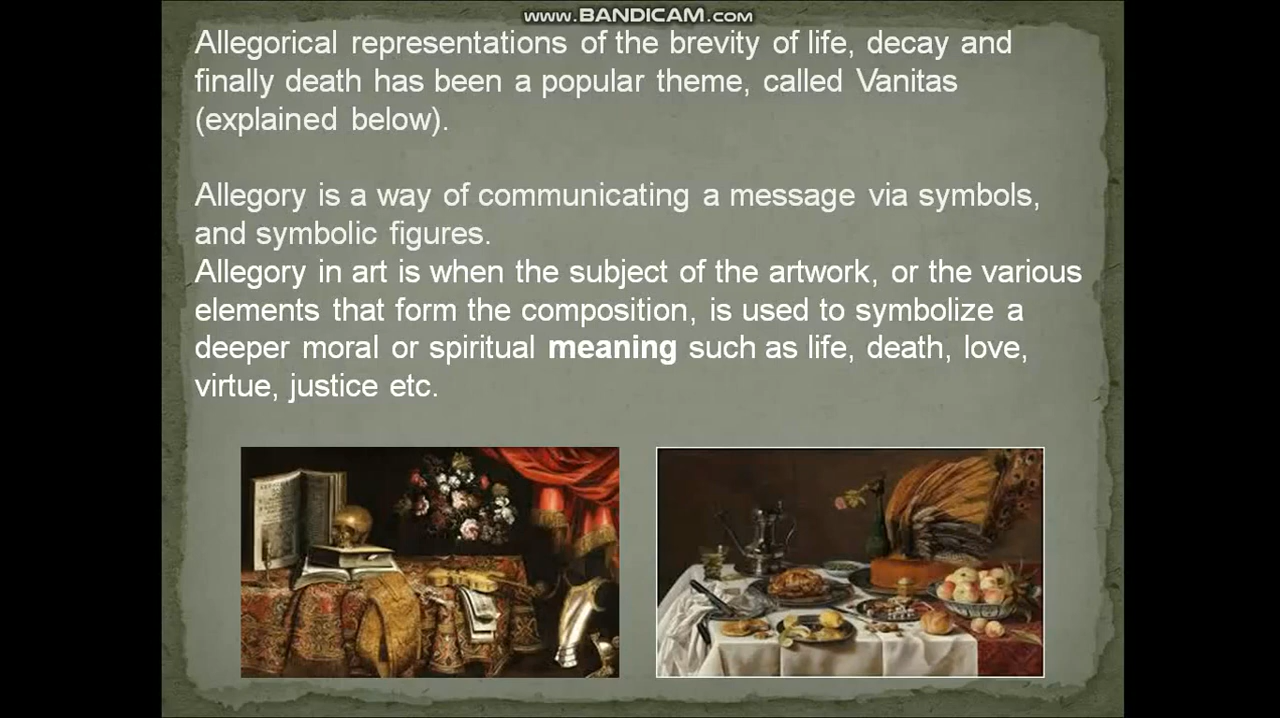 www.BANDICAM.com
Allegorical representations of the brevity of life, decay and
finally death has been a popular theme, called Vanitas
(explained below).
Allegory is a way of communicating a message via symbols,
and symbolic figures.
Allegory in art is when the subject of the artwork, or the various
elements that form the composition, is used to symbolize a
deeper moral or spiritual meaning such as life, death, love,
virtue, justice etc.